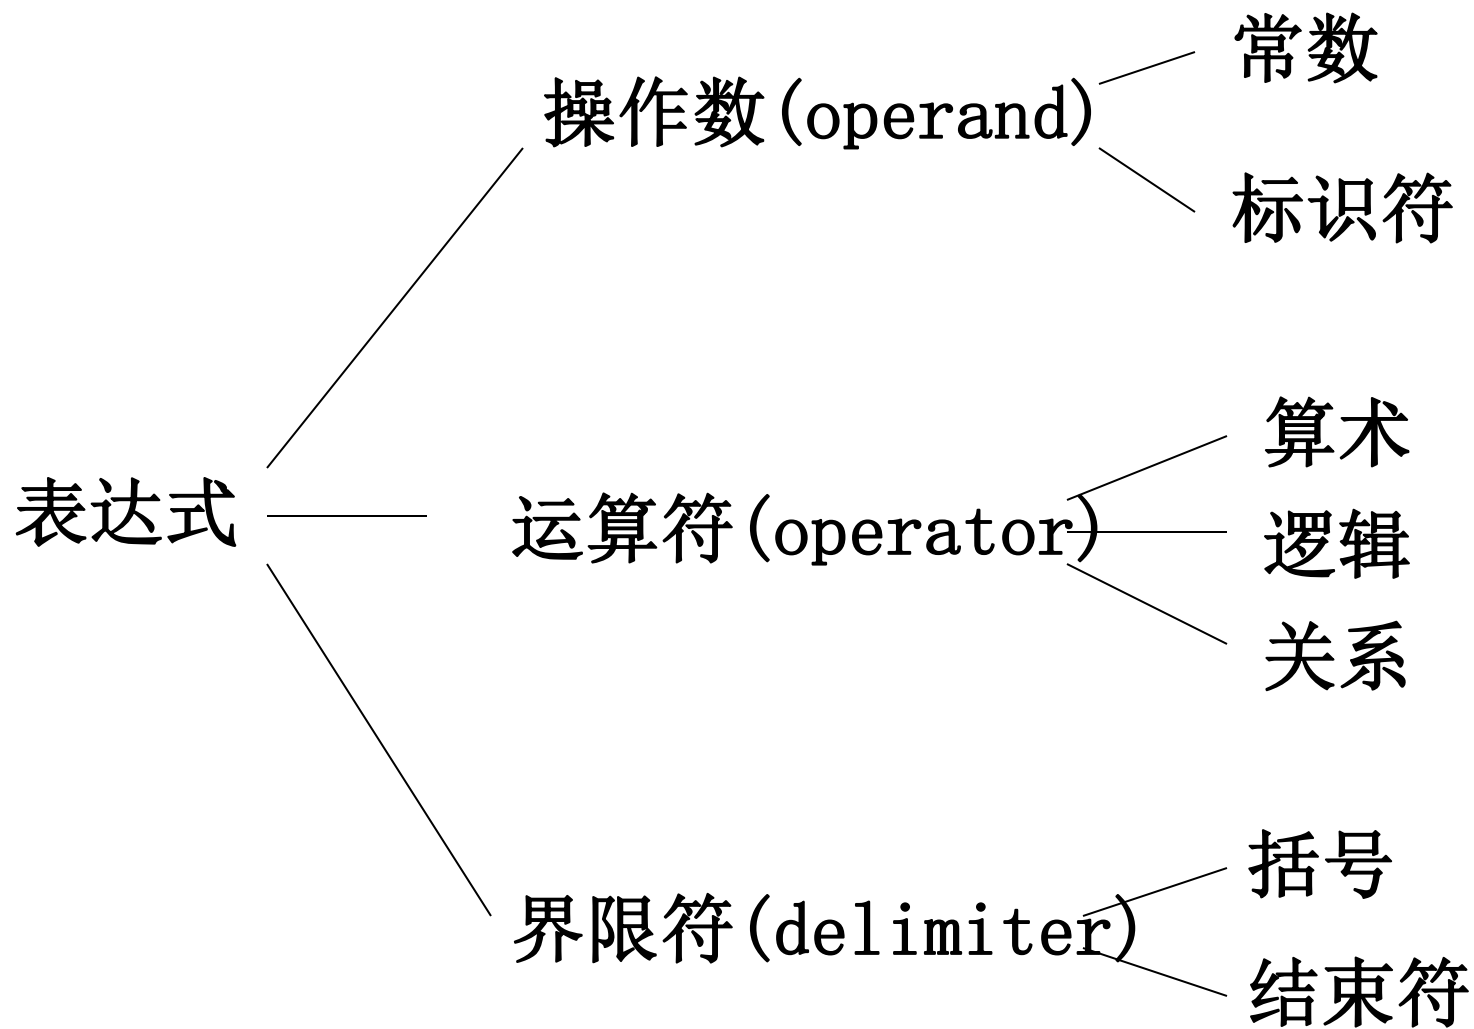 常数
操作数(operand)
标识符
算术
表达式
运算符(operator)
逻辑
关系
括号
界限符(delimiter)
结束符